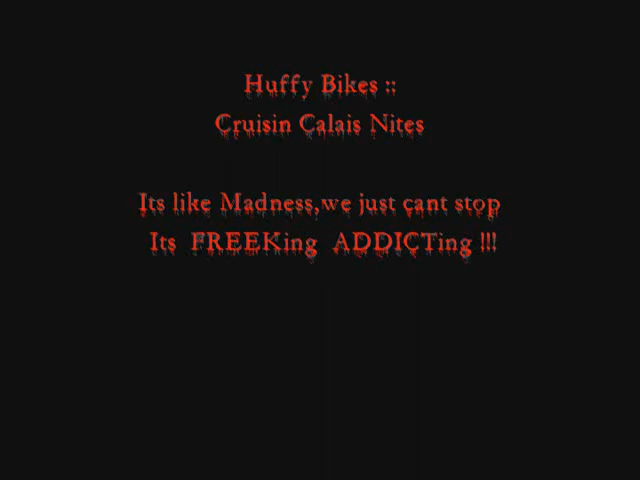 Huffy Bikes ::
Cruisin Calais Nites
Its like Madness,we just cant stop
Its FREEKing ADDICTing !!!